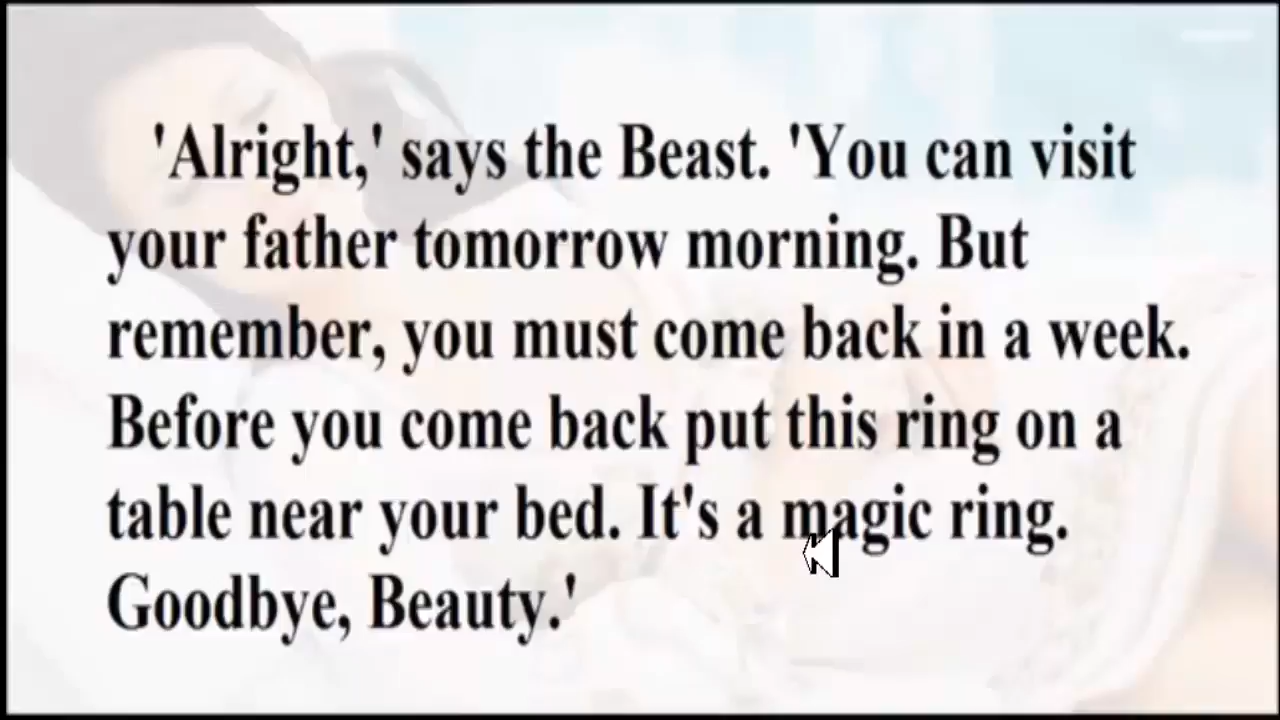 'Alright,' says the Beast. 'You can visit
your father tomorrow morning. But
remember, you must come back in a week.
Before you come back put this ring on a
table near your bed. It's a magic ring.
Goodbye, Beauty.'